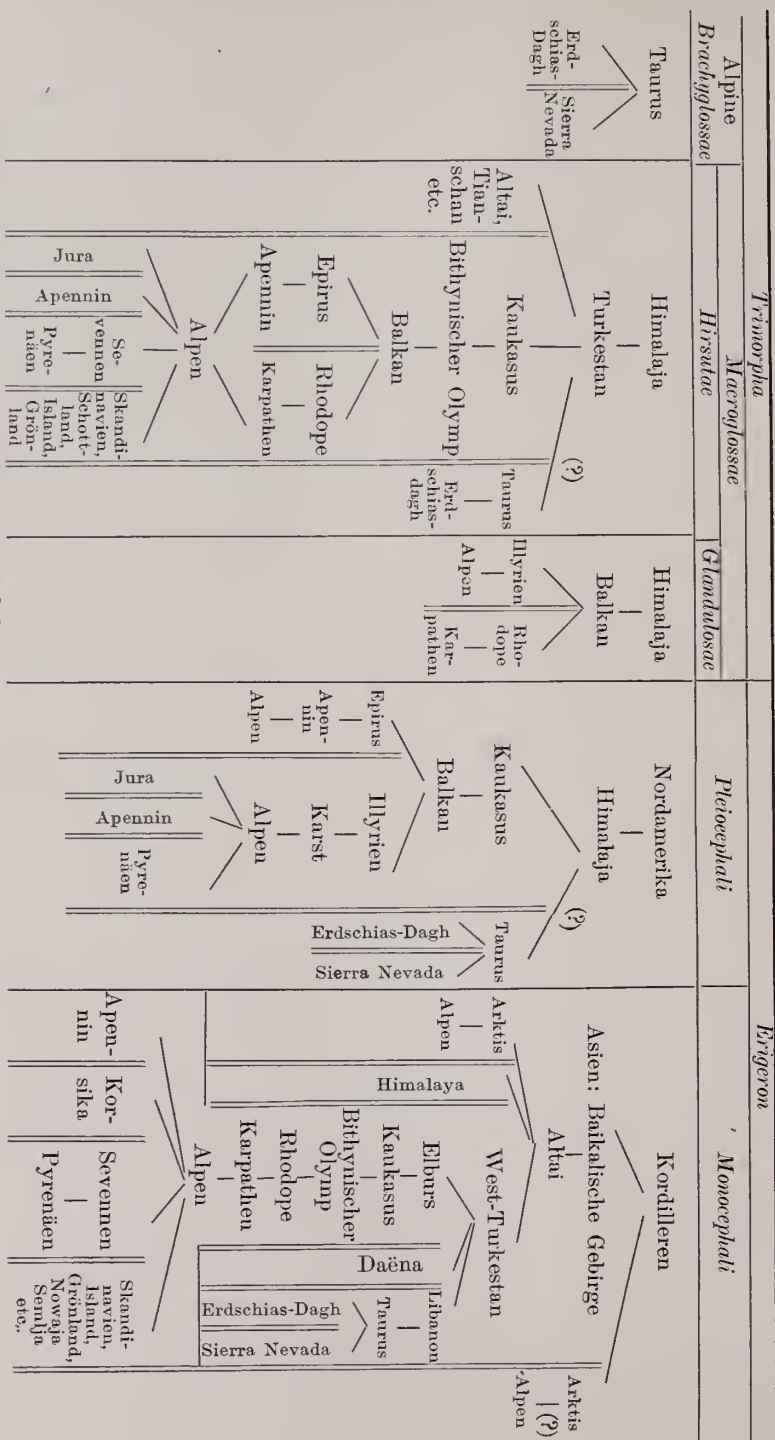 Trimorpha
Erigeron
Alpine
Brachyglossae
Macroglossae
Hirsutae
Glandulosae
Pleiocephali
Monocephali
Taurus
Erd-
schias-
Dagh
Sierra
Nevada
Himalaja
Turkestan
Altai,
Tian-
schan
etc.
Kaukasus
(?)
Bithynischer Olymp
Taurus
Erd-
schias-
dagh
Balkan
Epirus
Rhodope
Apennin
Karpathen
Alpen
Jura
Apennin
Se-
vennen
Pyre-
näen
Skandi-
navien,
Schott-
land,
Island,
Grön-
land
Himalaja
Balkan
Illyrien
Alpen
Rho-
dope
Kar-
pathen
Nordamerika
Himalaja
(?)
Kaukasus
Balkan
Epirus
Apen-
nin
Alpen
Illyrien
Karst
Alpen
Jura
Apennin
Pyre-
näen
Taurus
Erdschias-Dagh
Sierra Nevada
Kordilleren
Asien: Baikalische Gebirge
Altai
Arktis
Alpen
Himalaya
West-Turkestan
Elburs
Kaukasus
Bithynischer
Olymp
Rhodope
Karpathen
Alpen
Daëna
Libanon
Taurus
Erdschias-Dagh
Sierra Nevada
Apen-
nin
Kor-
sika
Sevennen
Pyrenäen
Skandi-
navien,
Island,
Grönland,
Nowaja
Semlja
etc.
Arktis
(?)
Alpen